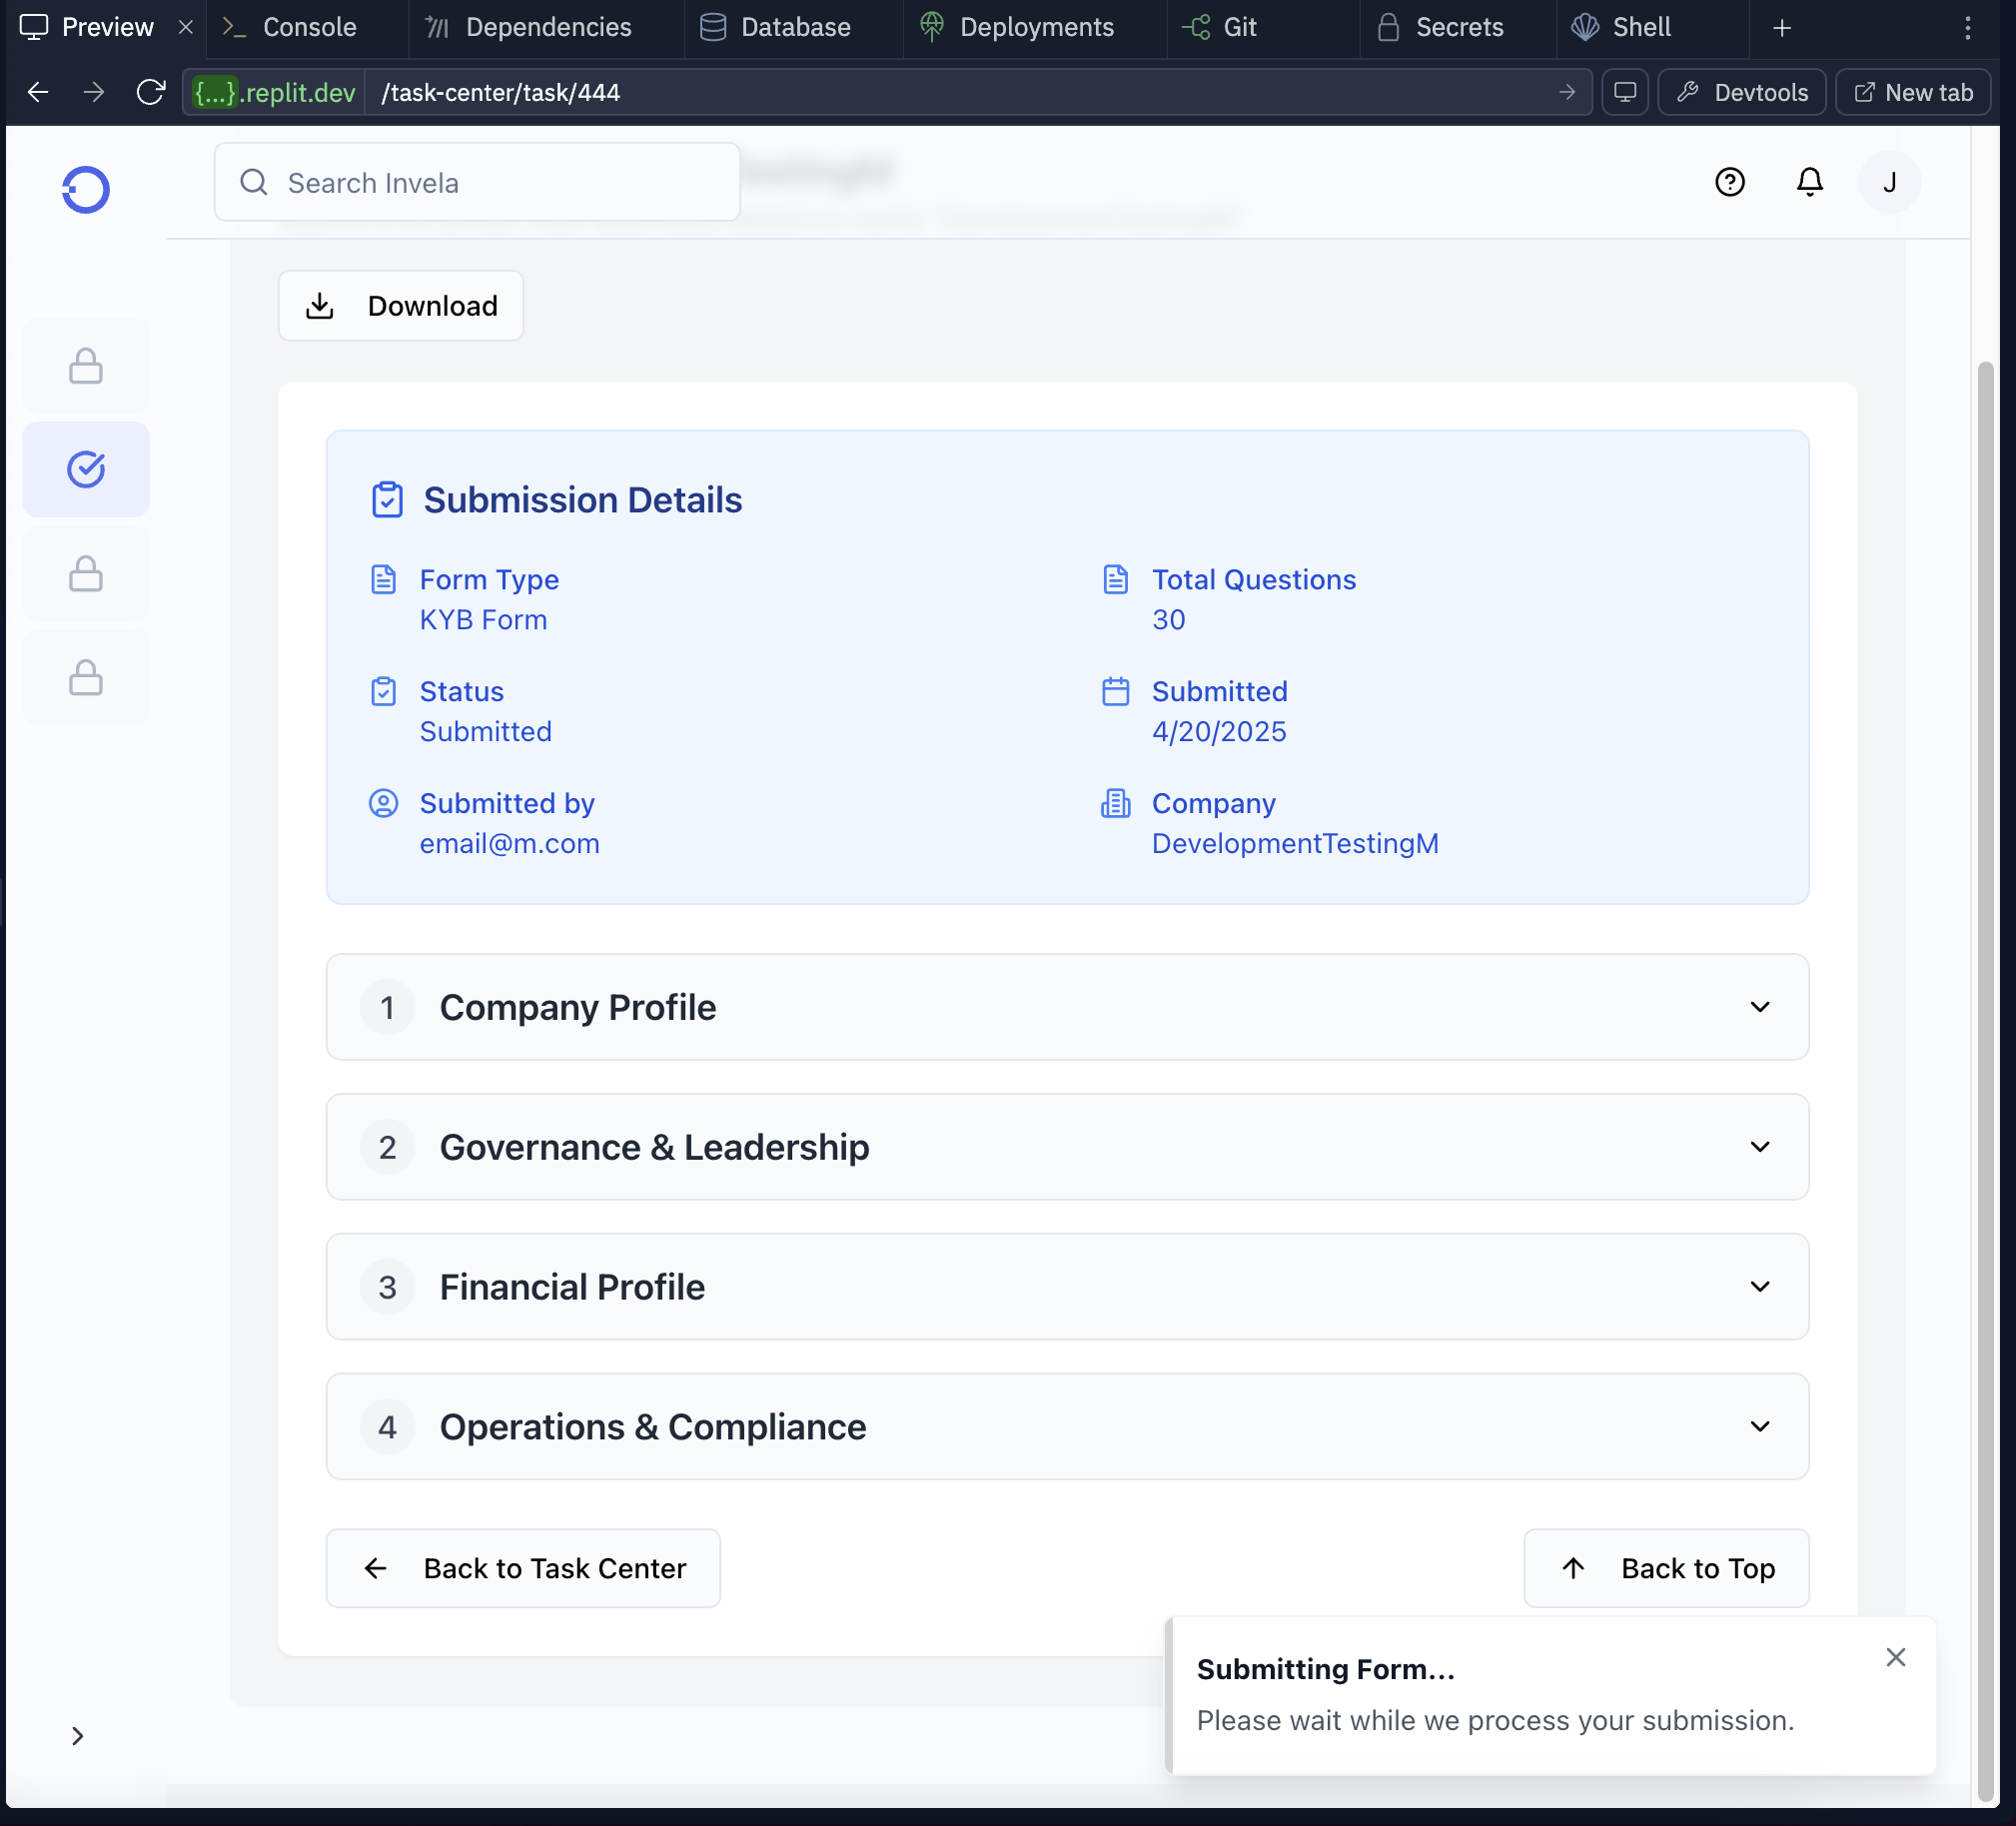 Preview
Console
Dependencies
Database
Deployments
Git
Secrets
Shell
{...}.replit.dev
/task-center/task/444
Devtools
New tab
Search Invela
J
Download
Submission Details
Form Type
KYB Form
Total Questions
30
Status
Submitted
Submitted
4/20/2025
Submitted by
email@m.com
Company
DevelopmentTestingM
1 Company Profile
2 Governance & Leadership
3 Financial Profile
4 Operations & Compliance
Back to Task Center
Back to Top
Submitting Form...
Please wait while we process your submission.